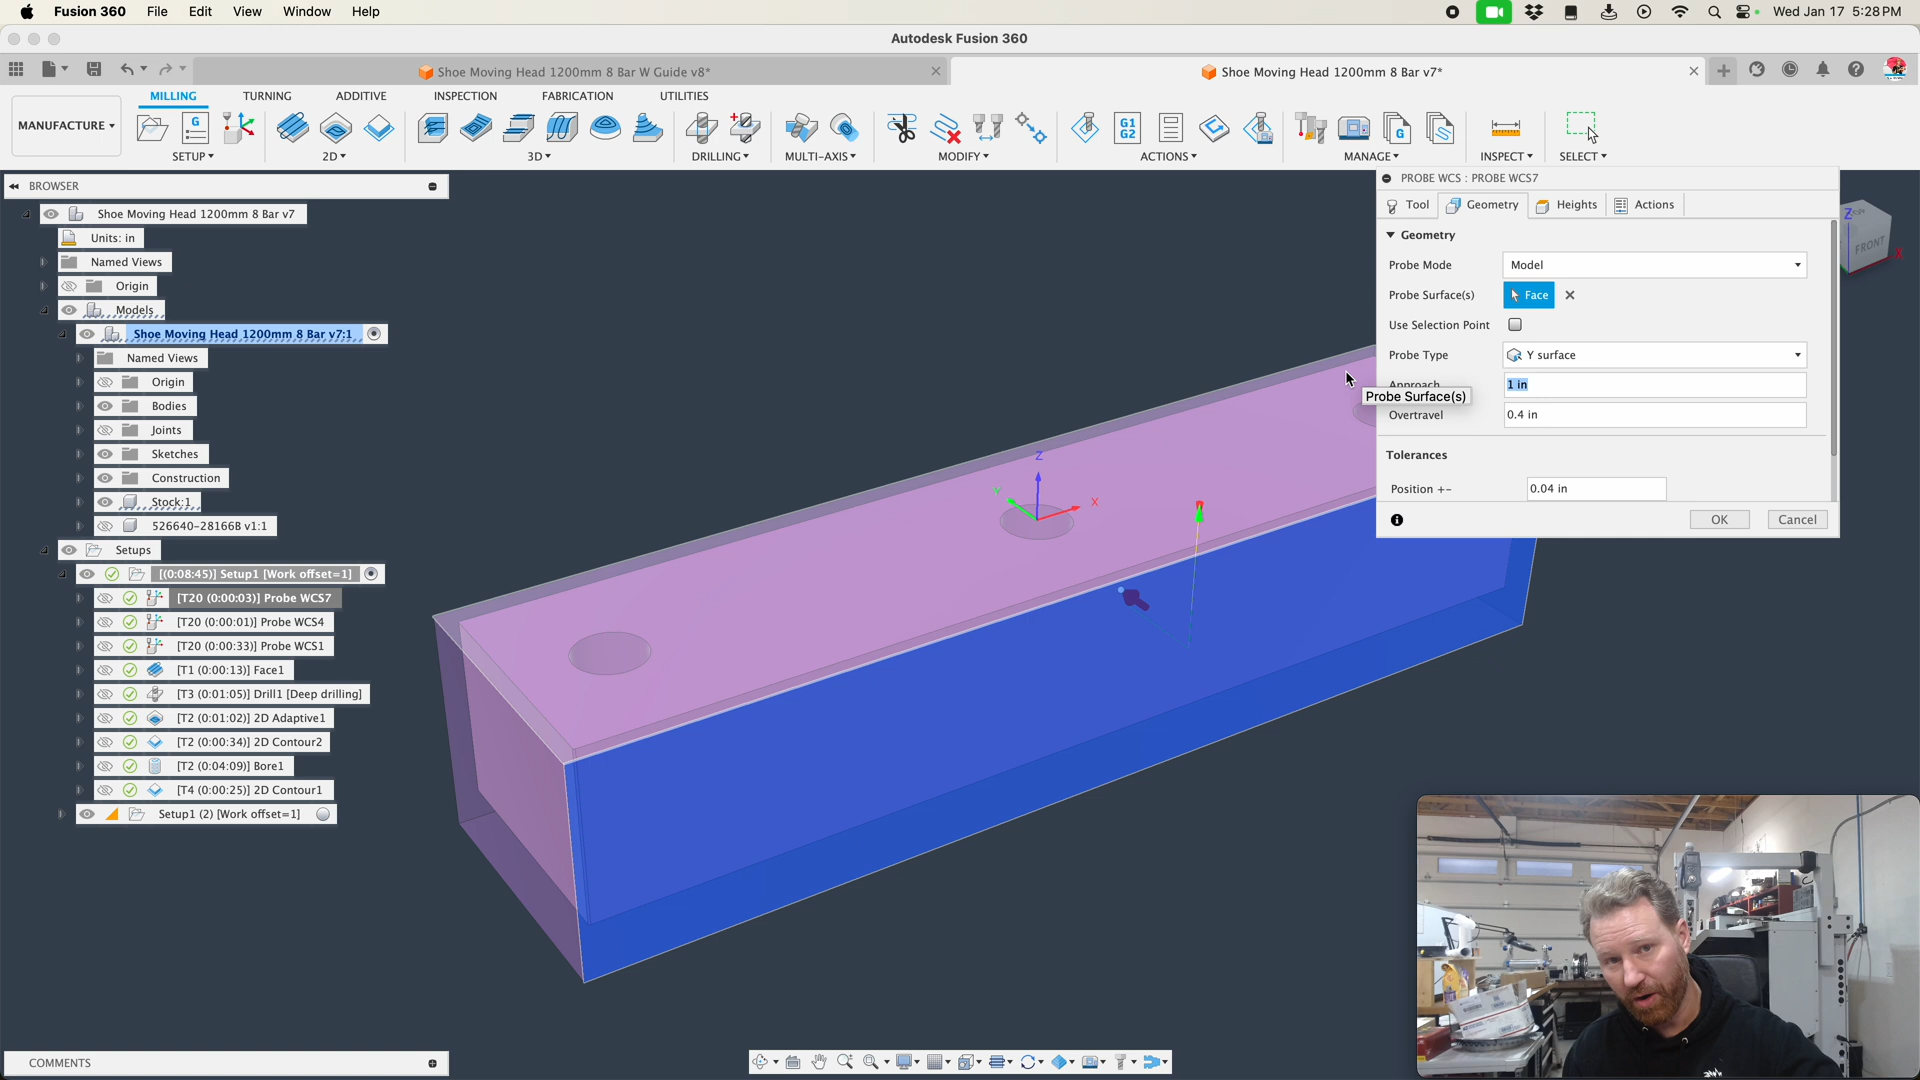 Fusion 360 File Edit View Window Help Wed Jan 17 5:28 PM
Autodesk Fusion 360
Shoe Moving Head 1200mm 8 Bar W Guide v8* Shoe Moving Head 1200mm 8 Bar v7*
MILLING TURNING ADDITIVE INSPECTION FABRICATION UTILITIES
MANUFACTURE
G G1 G2 G
SETUP 2D 3D DRILLING MULTI-AXIS MODIFY ACTIONS MANAGE INSPECT SELECT
BROWSER
Shoe Moving Head 1200mm 8 Bar v7
Units: in
Named Views
Origin
Models
Shoe Moving Head 1200mm 8 Bar v7:1
Named Views
Origin
Bodies
Joints
Sketches
Construction
Stock:1
526640-28166B v1:1
Setups
[(0:08:45)] Setup1 [Work offset=1]
[T20 (0:00:03)] Probe WCS7
[T20 (0:00:01)] Probe WCS4
[T20 (0:00:33)] Probe WCS1
[T1 (0:00:13)] Face1
[T3 (0:01:05)] Drill1 [Deep drilling]
[T2 (0:01:02)] 2D Adaptive1
[T2 (0:00:34)] 2D Contour2
[T2 (0:04:09)] Bore1
[T4 (0:00:25)] 2D Contour1
Setup1 (2) [Work offset=1]
PROBE WCS : PROBE WCS7
Tool Geometry Heights Actions
Geometry
Probe Mode Model
Probe Surface(s) Face
Use Selection Point
Probe Type Y surface
Approach 1 in
Probe Surface(s)
Overtravel 0.4 in
Tolerances
Position +- 0.04 in
OK Cancel
Z
FRONT
X
Z
Y
X
COMMENTS